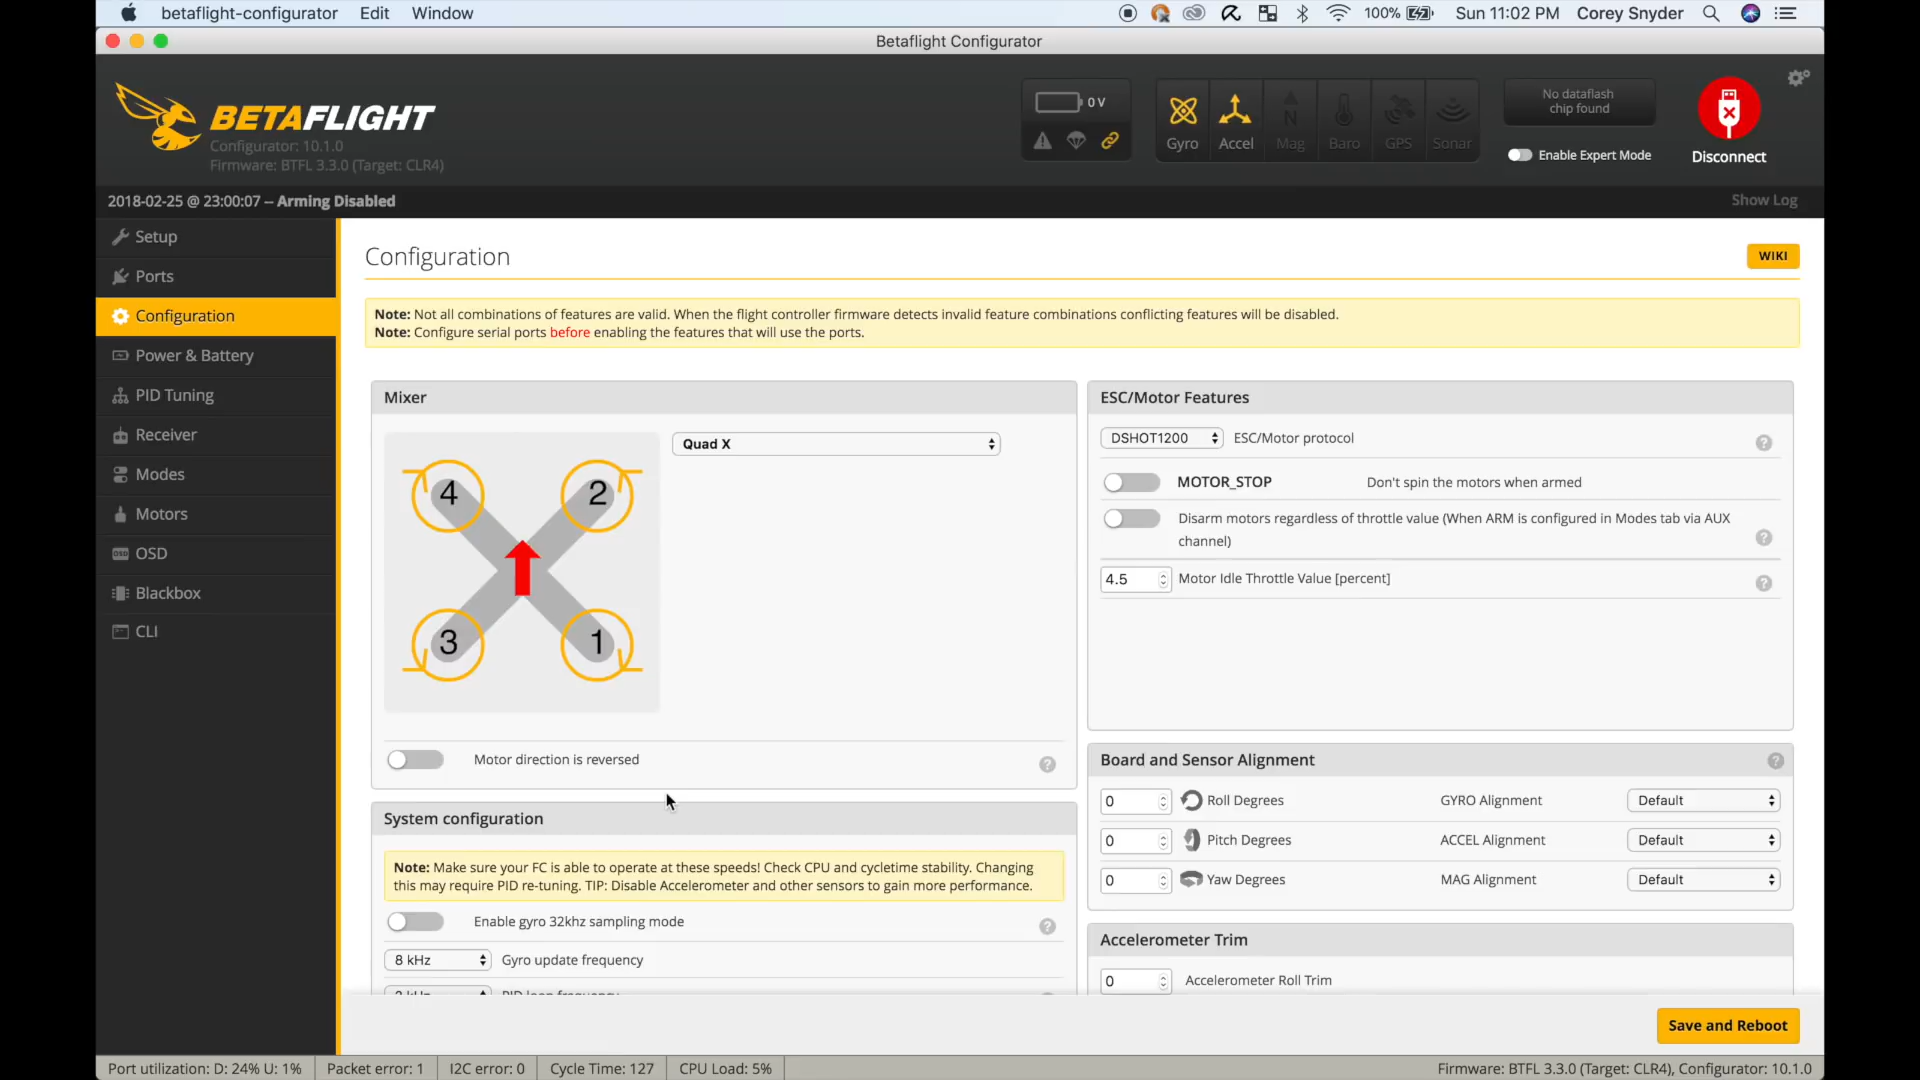 betaflight-configurator Edit Window
100% Sun 11:02 PM Corey Snyder
Betaflight Configurator
BETAFLIGHT
Configurator: 10.1.0
Firmware: BTFL 3.3.0 (Target: CLR4)
0 V
Gyro Accel Mag Baro GPS Sonar
No dataflash
chip found
Enable Expert Mode
Disconnect
2018-02-25 @ 23:00:07 -- Arming Disabled
Show Log
Setup
Ports
Configuration
Power & Battery
PID Tuning
Receiver
Modes
Motors
OSD
Blackbox
CLI
Configuration
WIKI
Note: Not all combinations of features are valid. When the flight controller firmware detects invalid feature combinations conflicting features will be disabled.
Note: Configure serial ports before enabling the features that will use the ports.
Mixer
Quad X
4 2
3 1
Motor direction is reversed
System configuration
Note: Make sure your FC is able to operate at these speeds! Check CPU and cycletime stability. Changing
this may require PID re-tuning. TIP: Disable Accelerometer and other sensors to gain more performance.
Enable gyro 32khz sampling mode
8 kHz Gyro update frequency
ESC/Motor Features
DSHOT1200 ESC/Motor protocol
MOTOR_STOP Don't spin the motors when armed
Disarm motors regardless of throttle value (When ARM is configured in Modes tab via AUX
channel)
4.5 Motor Idle Throttle Value [percent]
Board and Sensor Alignment
0 Roll Degrees GYRO Alignment Default
0 Pitch Degrees ACCEL Alignment Default
0 Yaw Degrees MAG Alignment Default
Accelerometer Trim
0 Accelerometer Roll Trim
Save and Reboot
Port utilization: D: 24% U: 1% Packet error: 1 I2C error: 0 Cycle Time: 127 CPU Load: 5%
Firmware: BTFL 3.3.0 (Target: CLR4), Configurator: 10.1.0